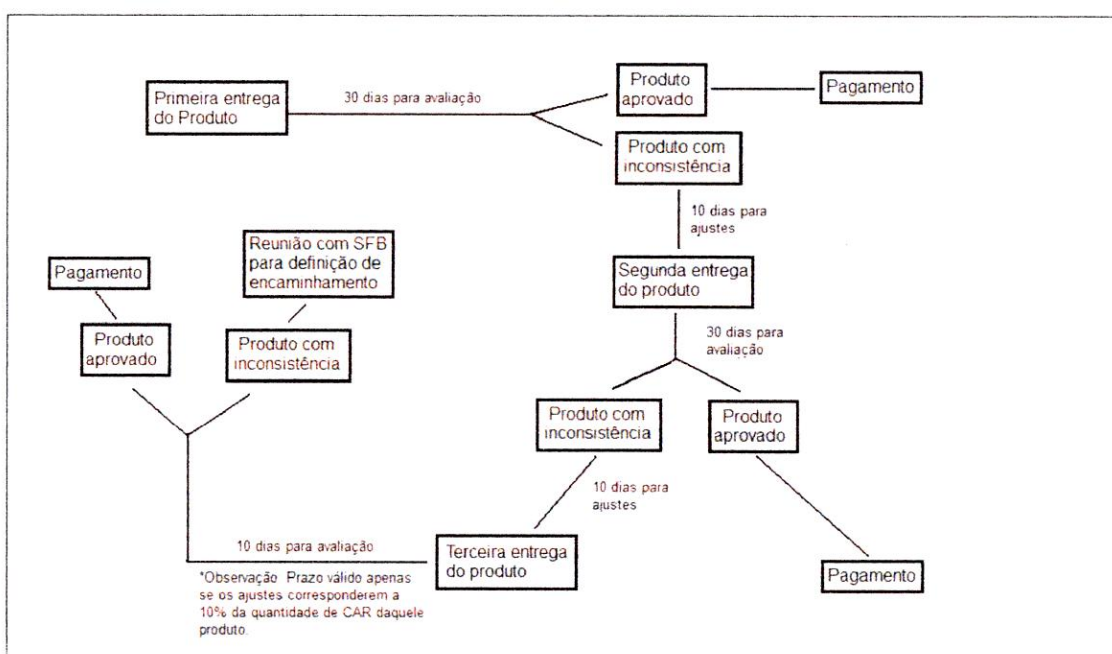 Primeira entrega
do Produto
30 dias para avaliação
Produto
aprovado
Pagamento
Produto com
inconsistência
10 dias para
ajustes
Segunda entrega
do produto
30 dias para
avaliação
Produto com
inconsistência
Produto
aprovado
10 dias para
ajustes
Pagamento
Terceira entrega
do produto
10 dias para avaliação
*Observação Prazo válido apenas
se os ajustes corresponderem a
10% da quantidade de CAR daquele
produto.
Produto
aprovado
Pagamento
Produto com
inconsistência
Reunião com SFB
para definição de
encaminhamento